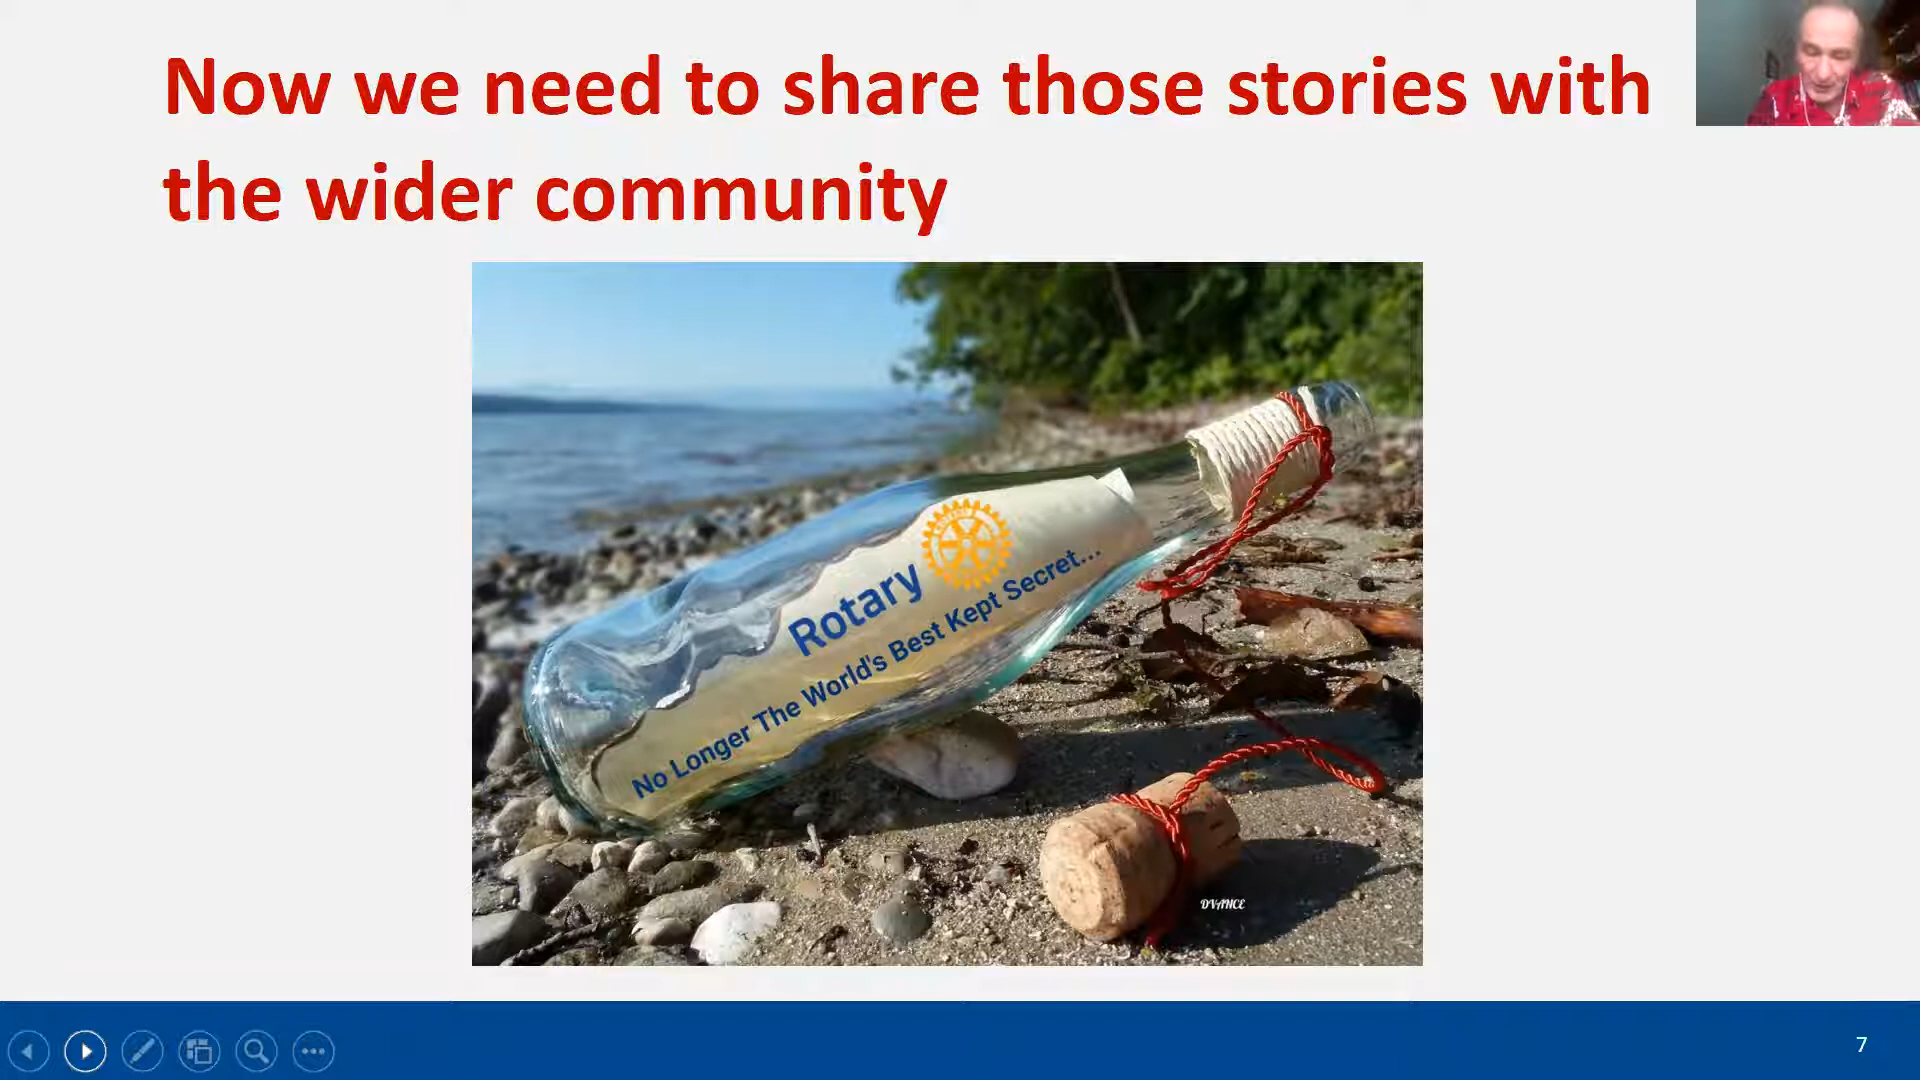 Now we need to share those stories with
the wider community
Rotary
No Longer The World's Best Kept Secret...
DVANCE
7